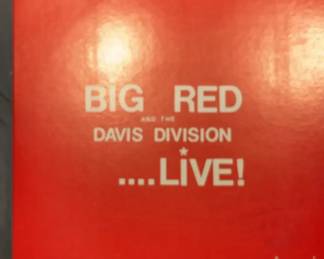 BIG RED
AND THE
DAVIS DIVISION
....LIVE!